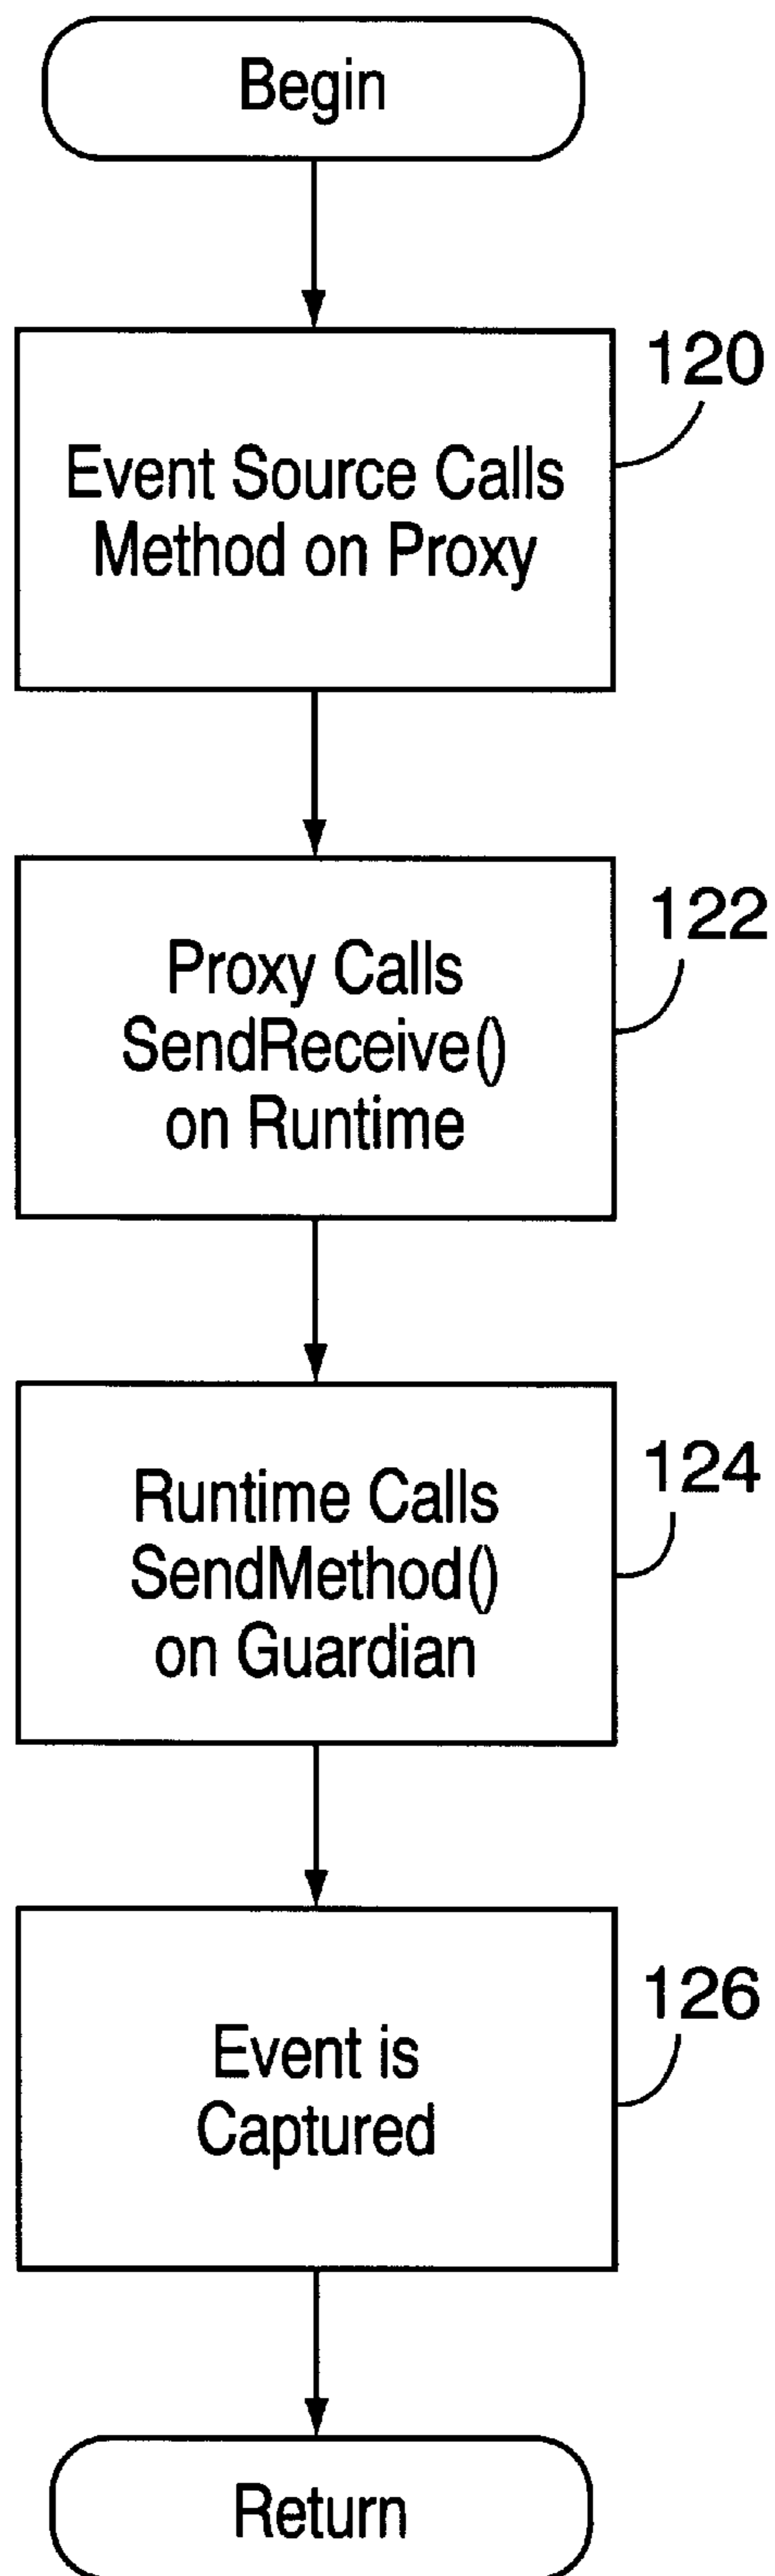 Begin
120
Event Source Calls
Method on Proxy
122
Proxy Calls
SendReceive()
on Runtime
124
Runtime Calls
SendMethod()
on Guardian
126
Event is
Captured
Return